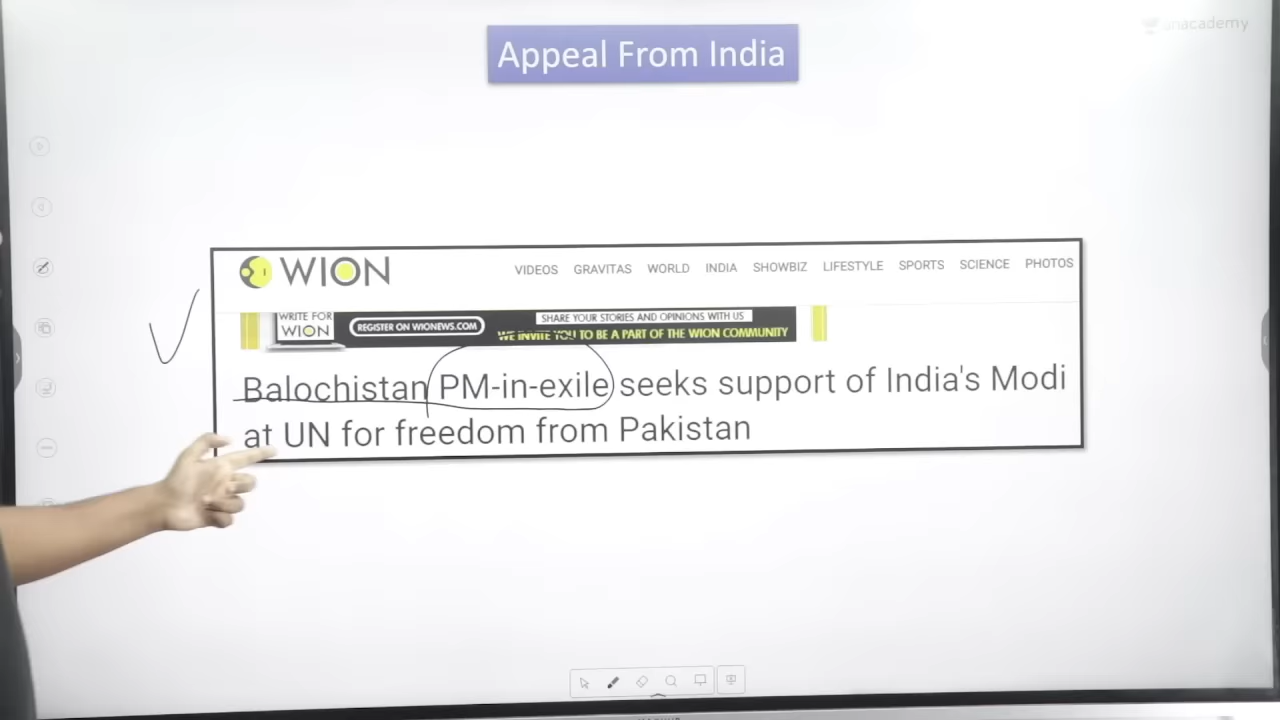 Appeal From India
unacademy
WION
VIDEOS GRAVITAS WORLD INDIA SHOWBIZ LIFESTYLE SPORTS SCIENCE PHOTOS
WRITE FOR
WION
REGISTER ON WIONEWS.COM
SHARE YOUR STORIES AND OPINIONS WITH US
WE INVITE YOU TO BE A PART OF THE WION COMMUNITY
Balochistan PM-in-exile seeks support of India's Modi
at UN for freedom from Pakistan